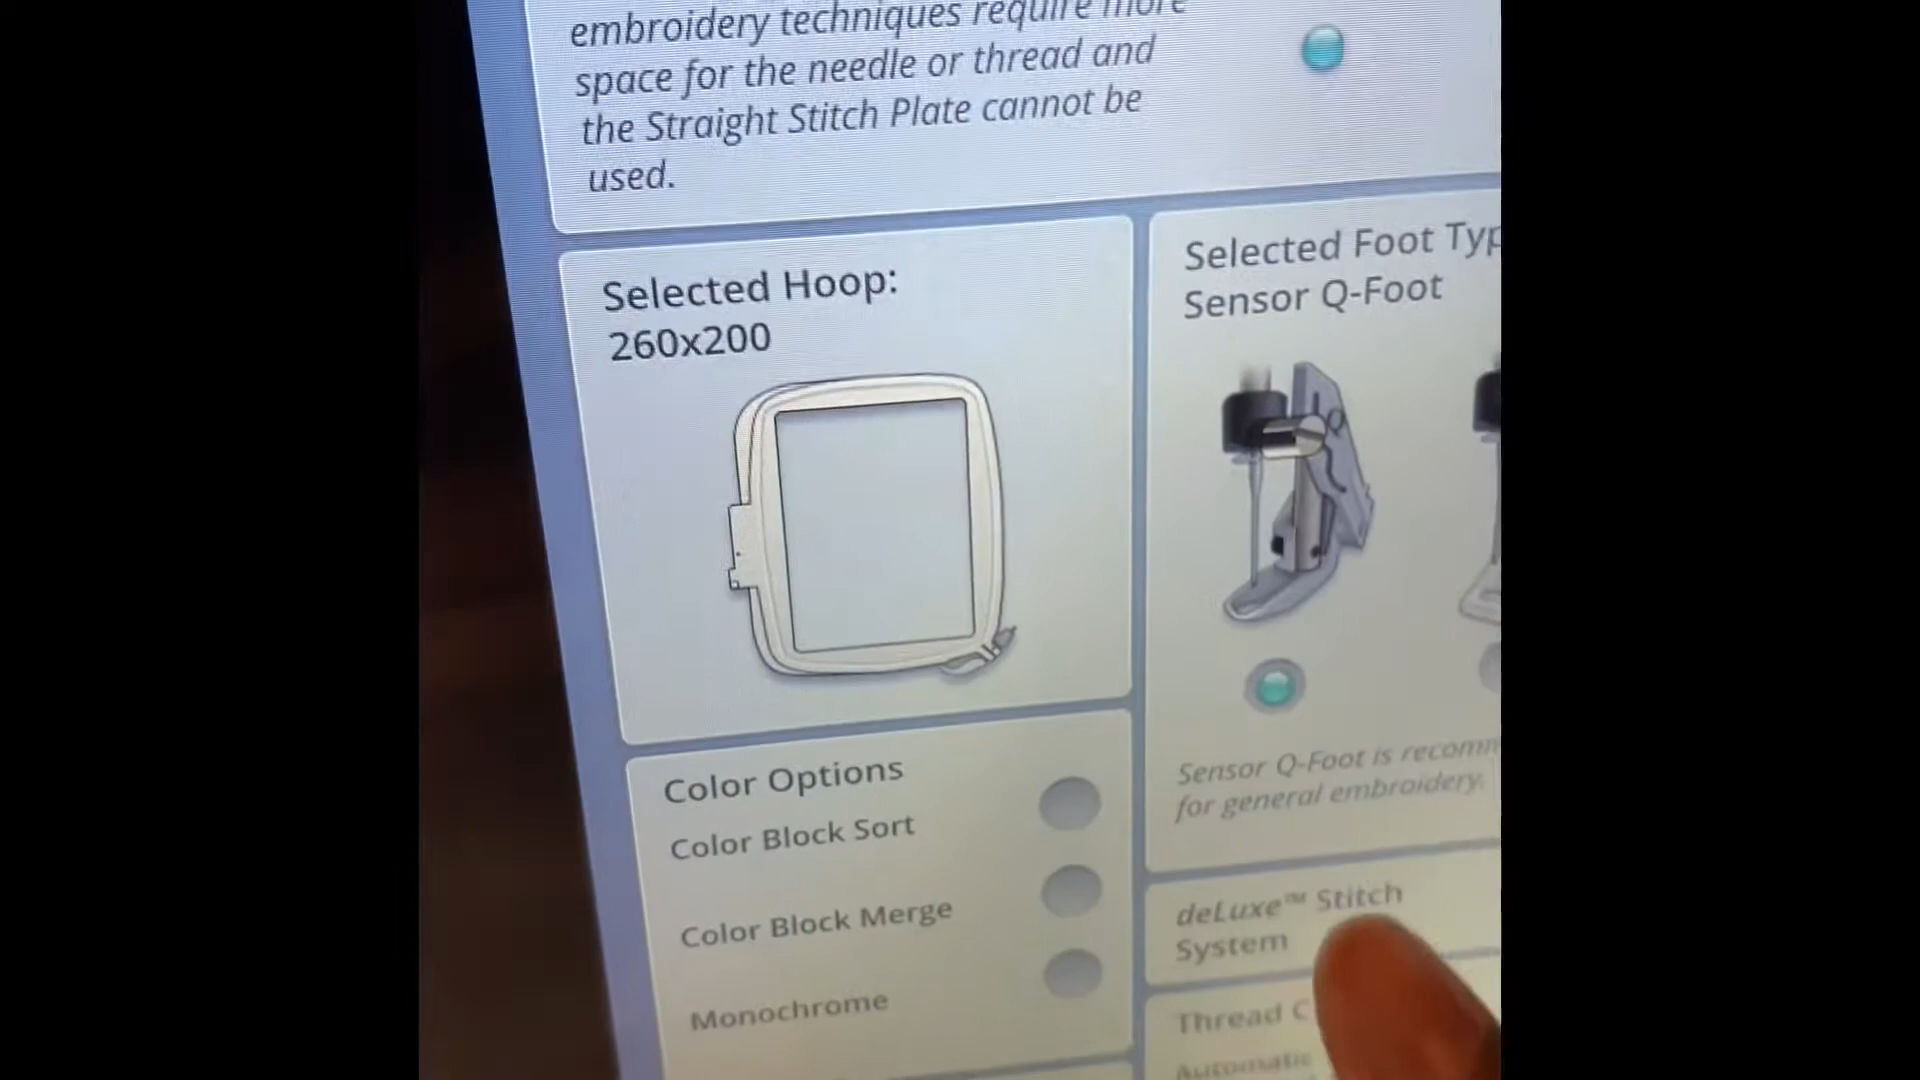 embroidery techniques require more
space for the needle or thread and
the Straight Stitch Plate cannot be
used.
Selected Hoop:
260x200
Selected Foot Typ
Sensor Q-Foot
Sensor Q-Foot is recomm
for general embroidery.
Color Options
Color Block Sort
Color Block Merge
Monochrome
deLuxe™ Stitch
System
Thread C
Automatic